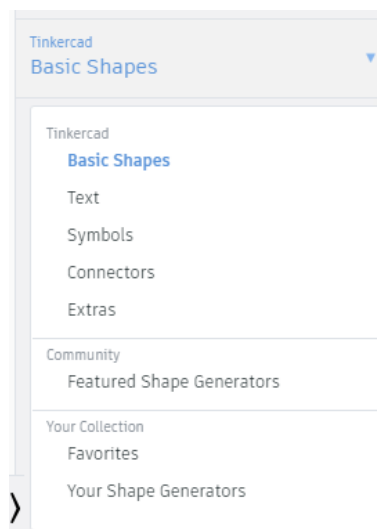 Tinkercad
Basic Shapes
Tinkercad
Basic Shapes
Text
Symbols
Connectors
Extras
Community
Featured Shape Generators
Your Collection
Favorites
Your Shape Generators